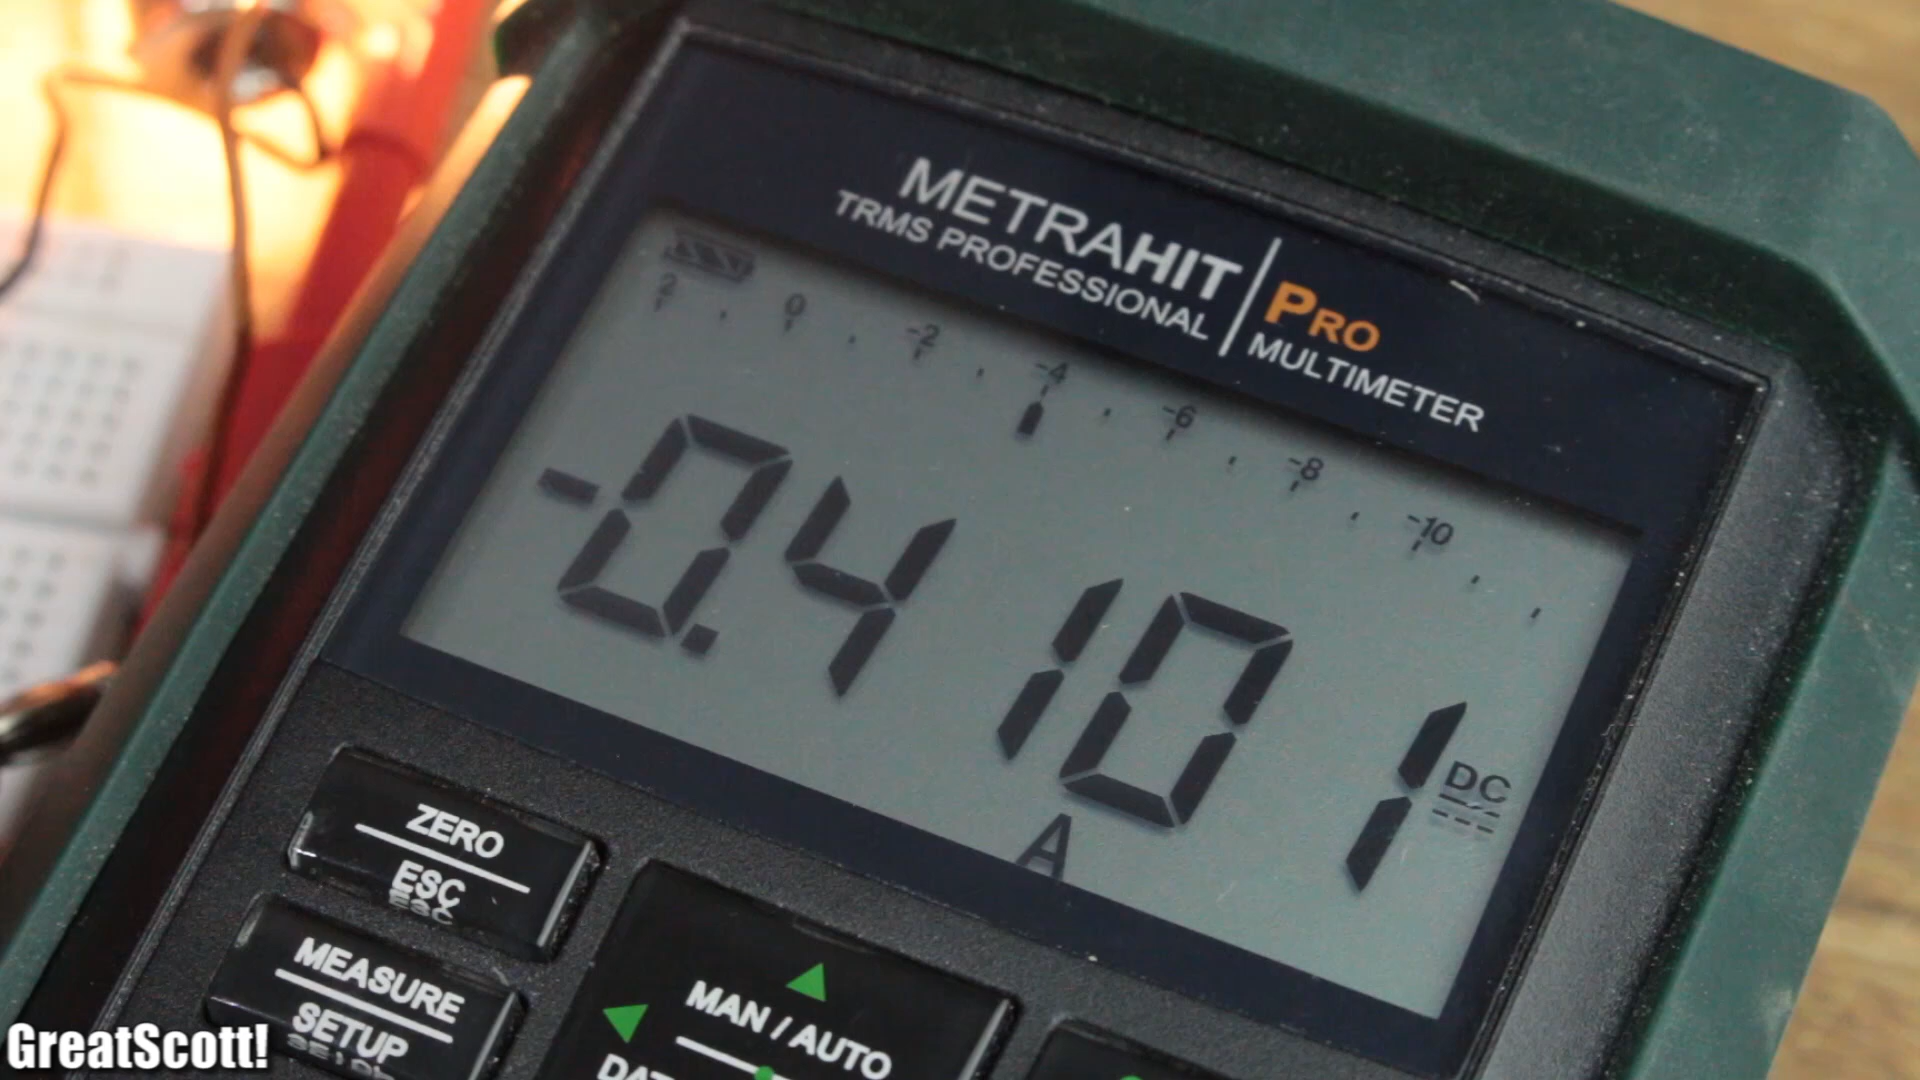 METRAHIT | PRO
TRMS PROFESSIONAL MULTIMETER
2 0 -2 -4 -6 -8 -10
-0.4101
DC
A
ZERO
ESC
MEASURE
SETUP
MAN / AUTO
GreatScott!